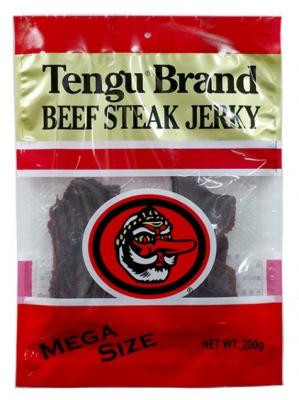 Tengu® Brand
BEEF STEAK JERKY
®
MEGA
SIZE
NET WT. 200g